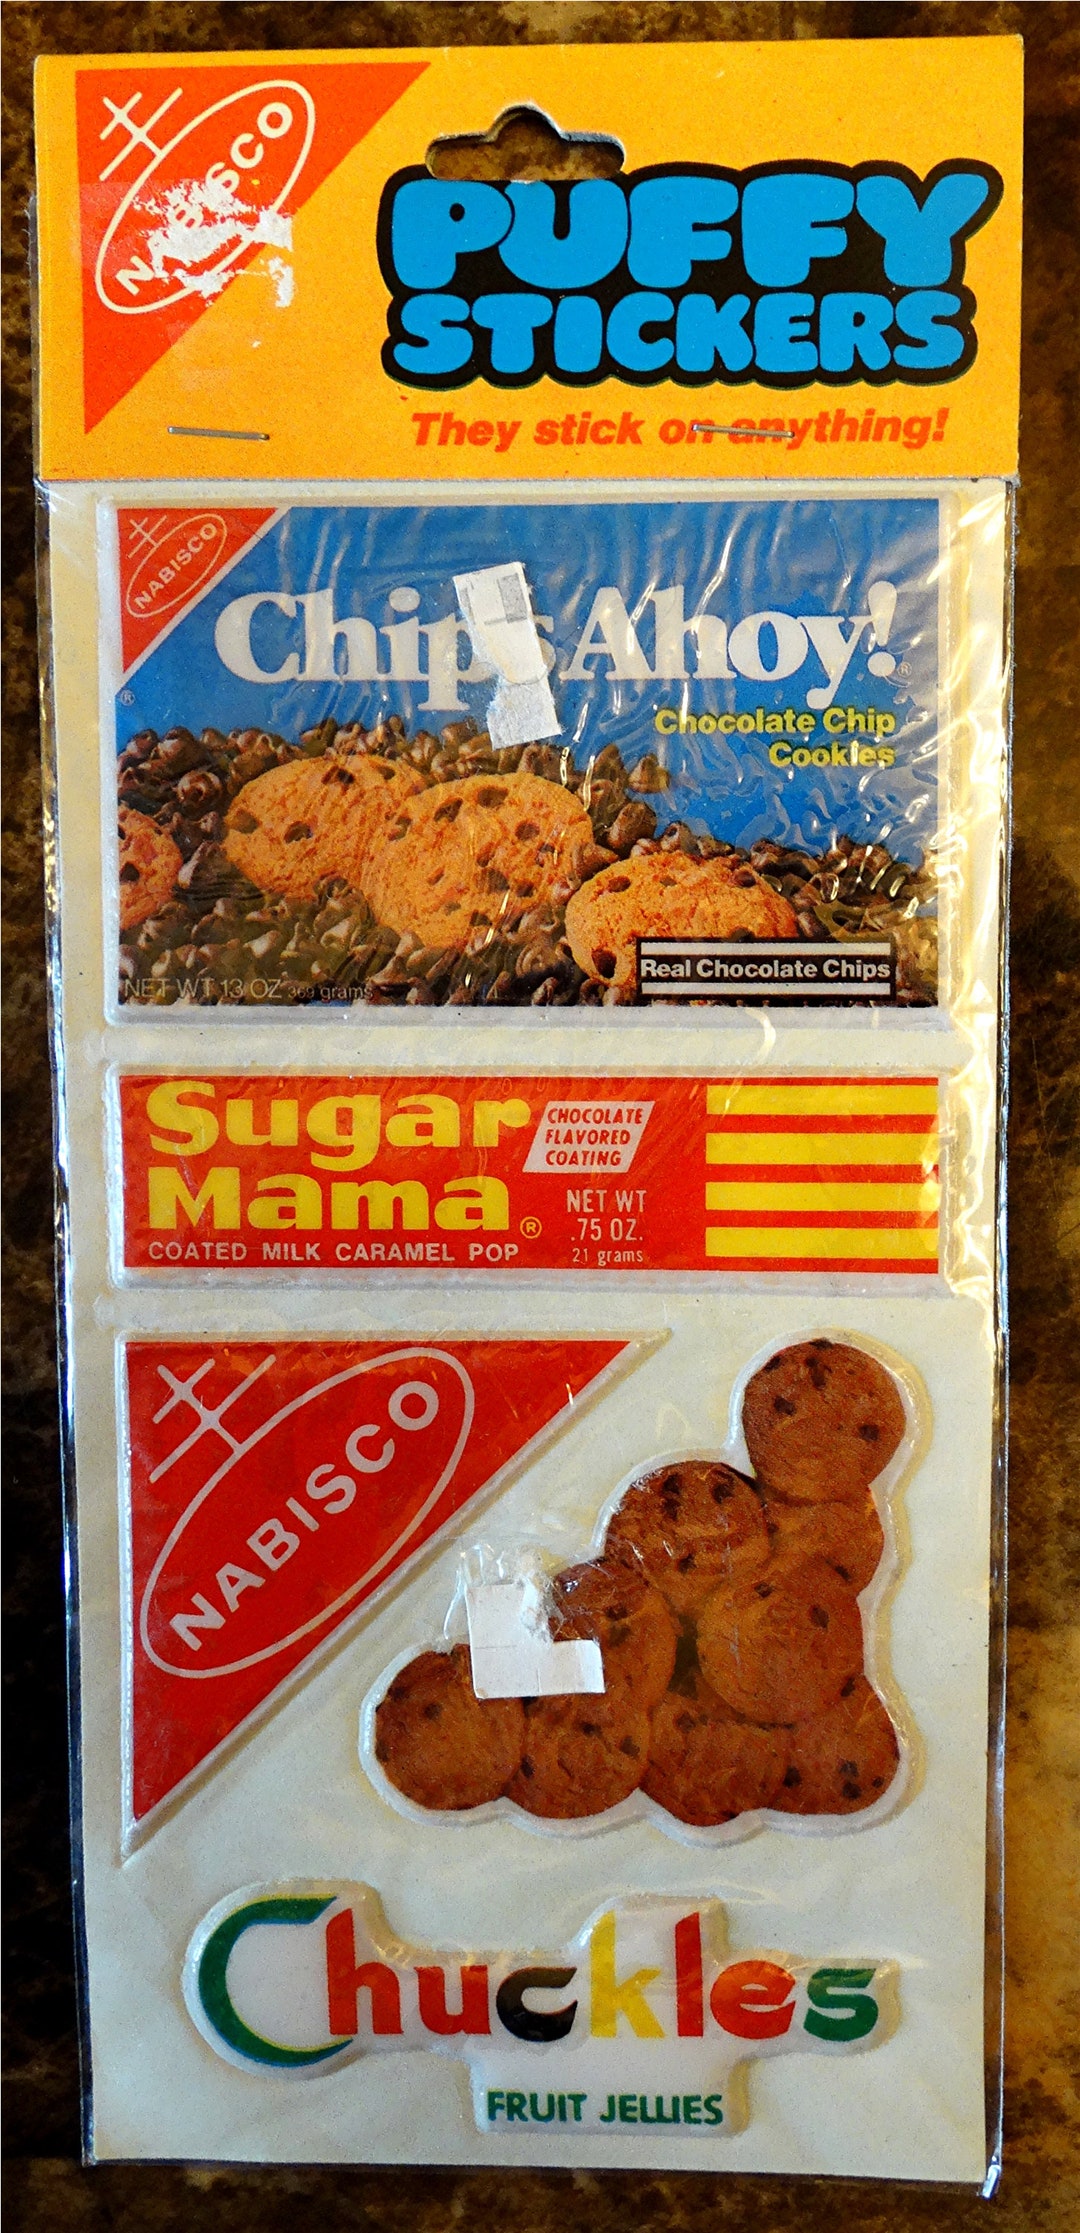 NABISCO
PUFFY
STICKERS
They stick on anything!
NABISCO
Chips Ahoy!
®
®
Chocolate Chip
Cookies
Real Chocolate Chips
NET WT 13 OZ 369 grams
Sugar
Mama®
CHOCOLATE
FLAVORED
COATING
NET WT
.75 OZ.
21 grams
COATED MILK CARAMEL POP
NABISCO
Chuckles
FRUIT JELLIES